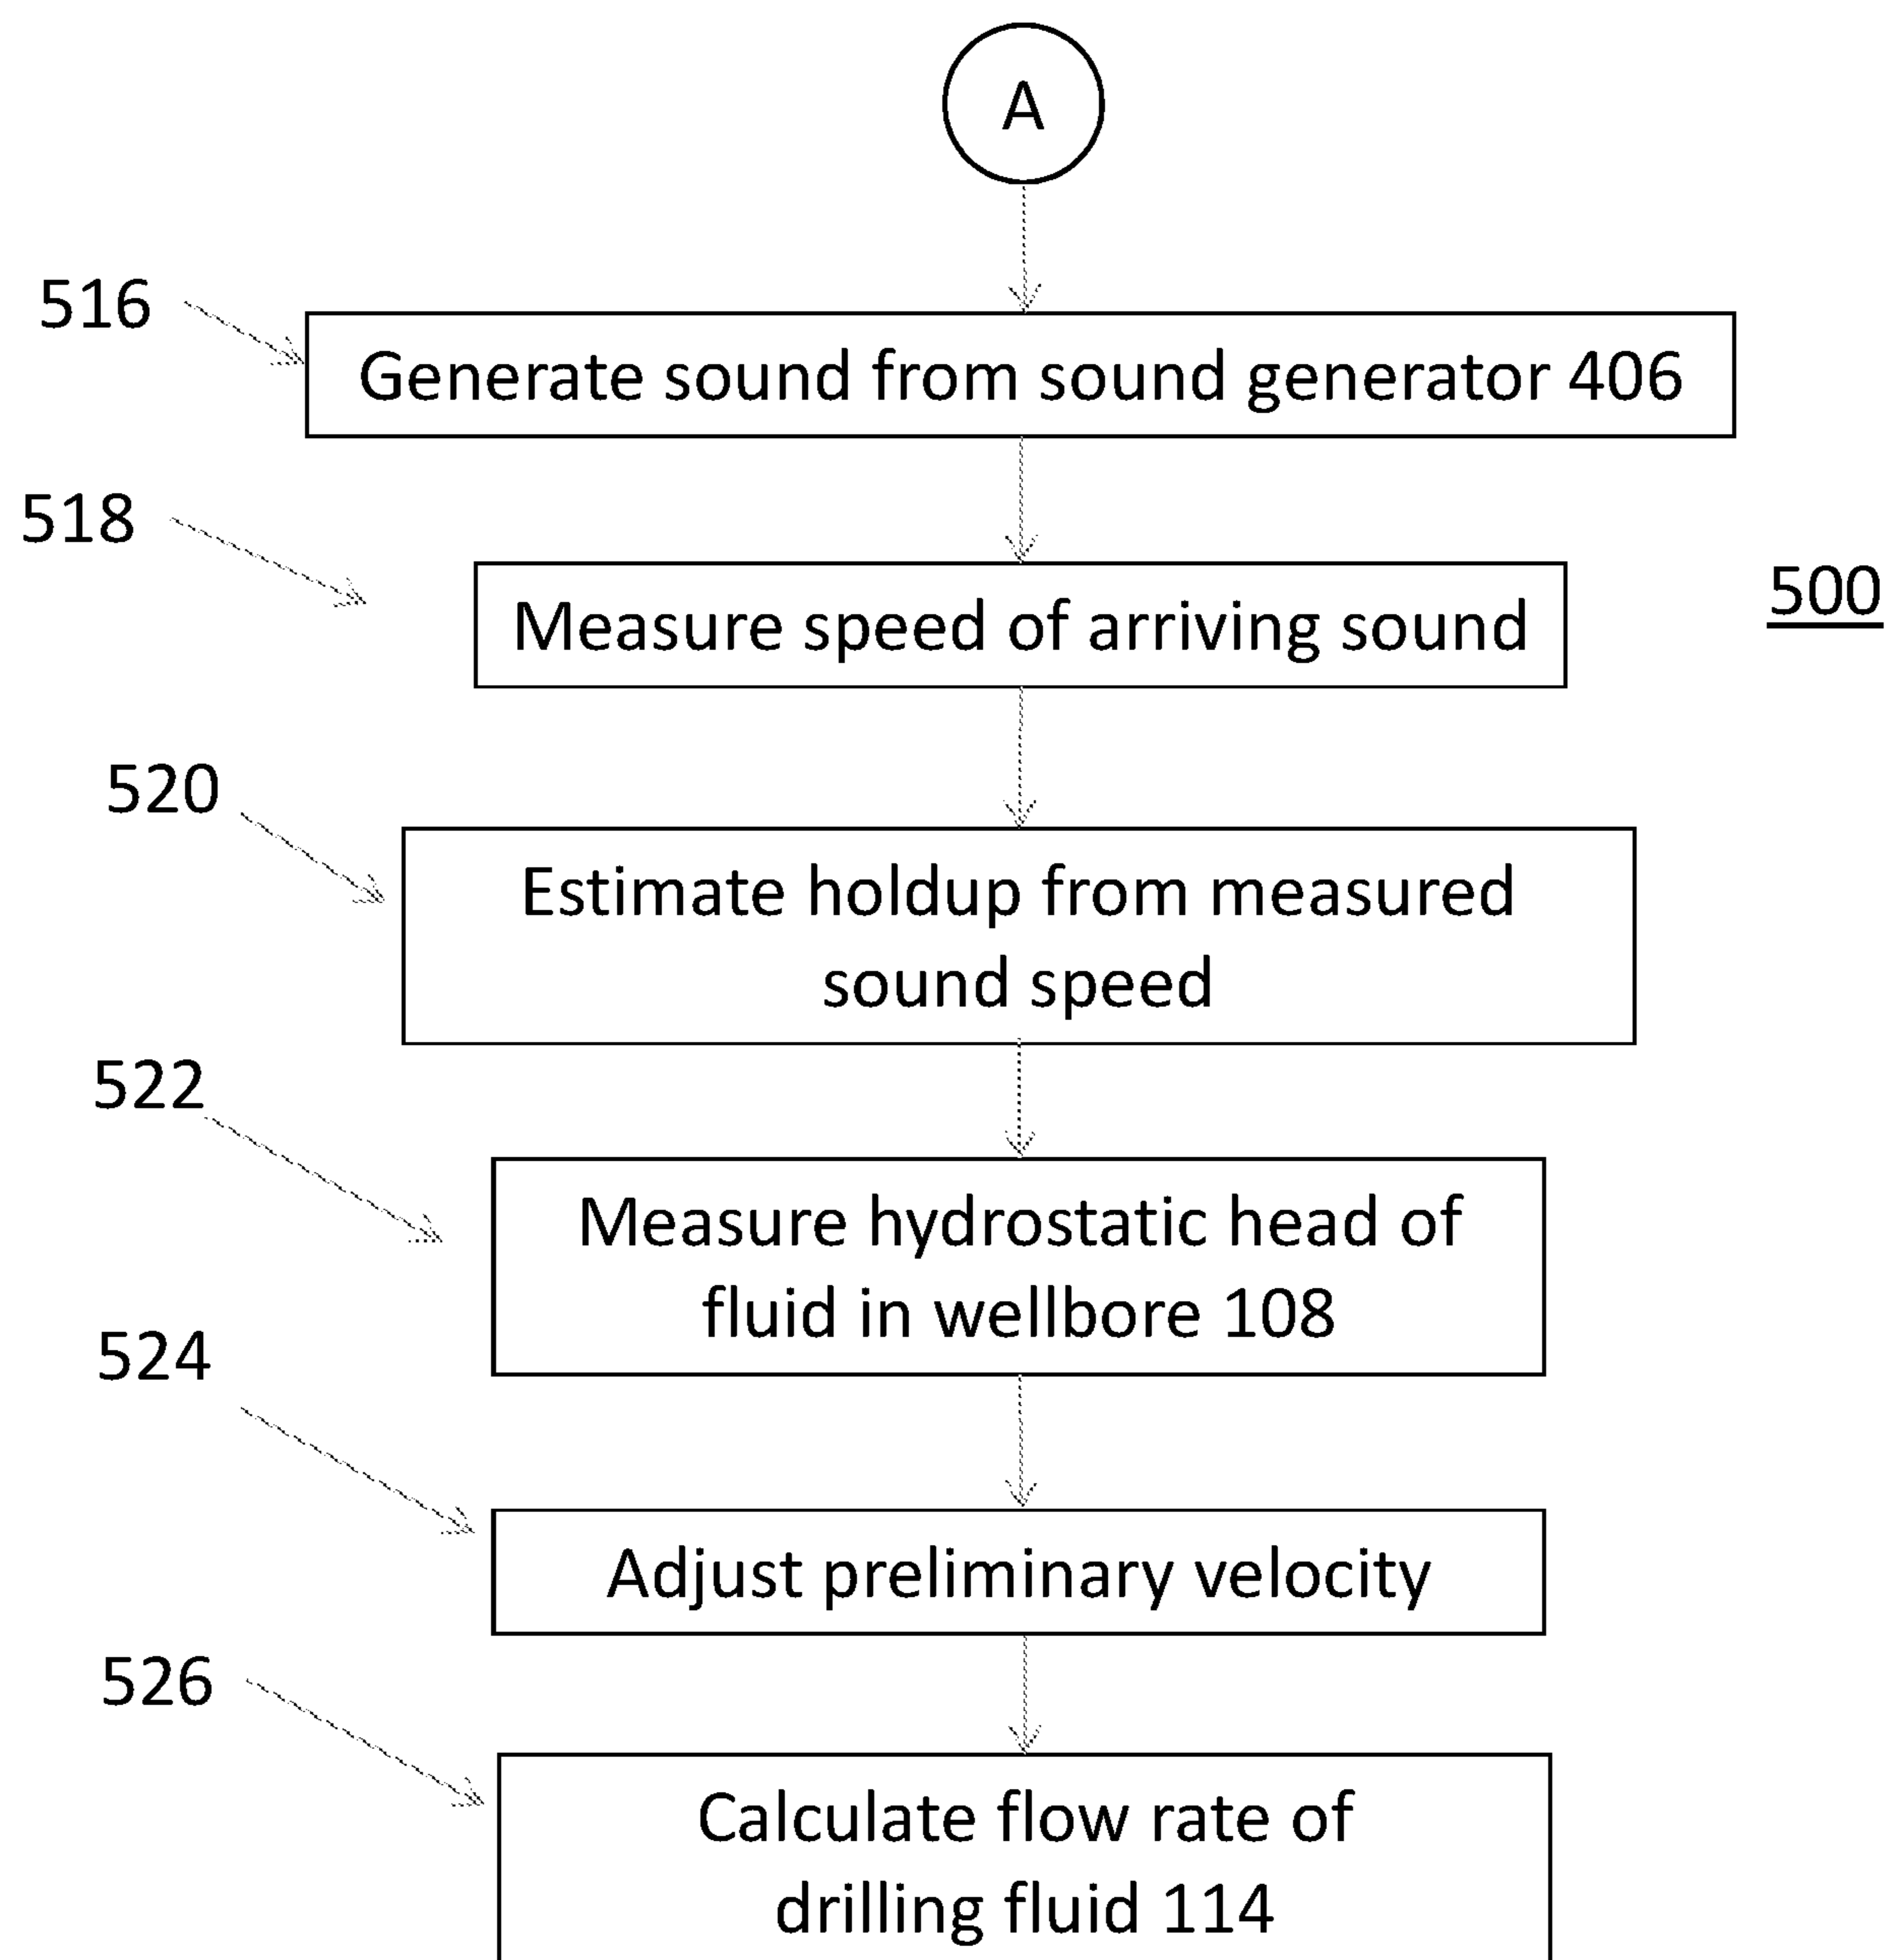 A
516
Generate sound from sound generator 406
518
Measure speed of arriving sound
500
520
Estimate holdup from measured
sound speed
522
Measure hydrostatic head of
fluid in wellbore 108
524
Adjust preliminary velocity
526
Calculate flow rate of
drilling fluid 114